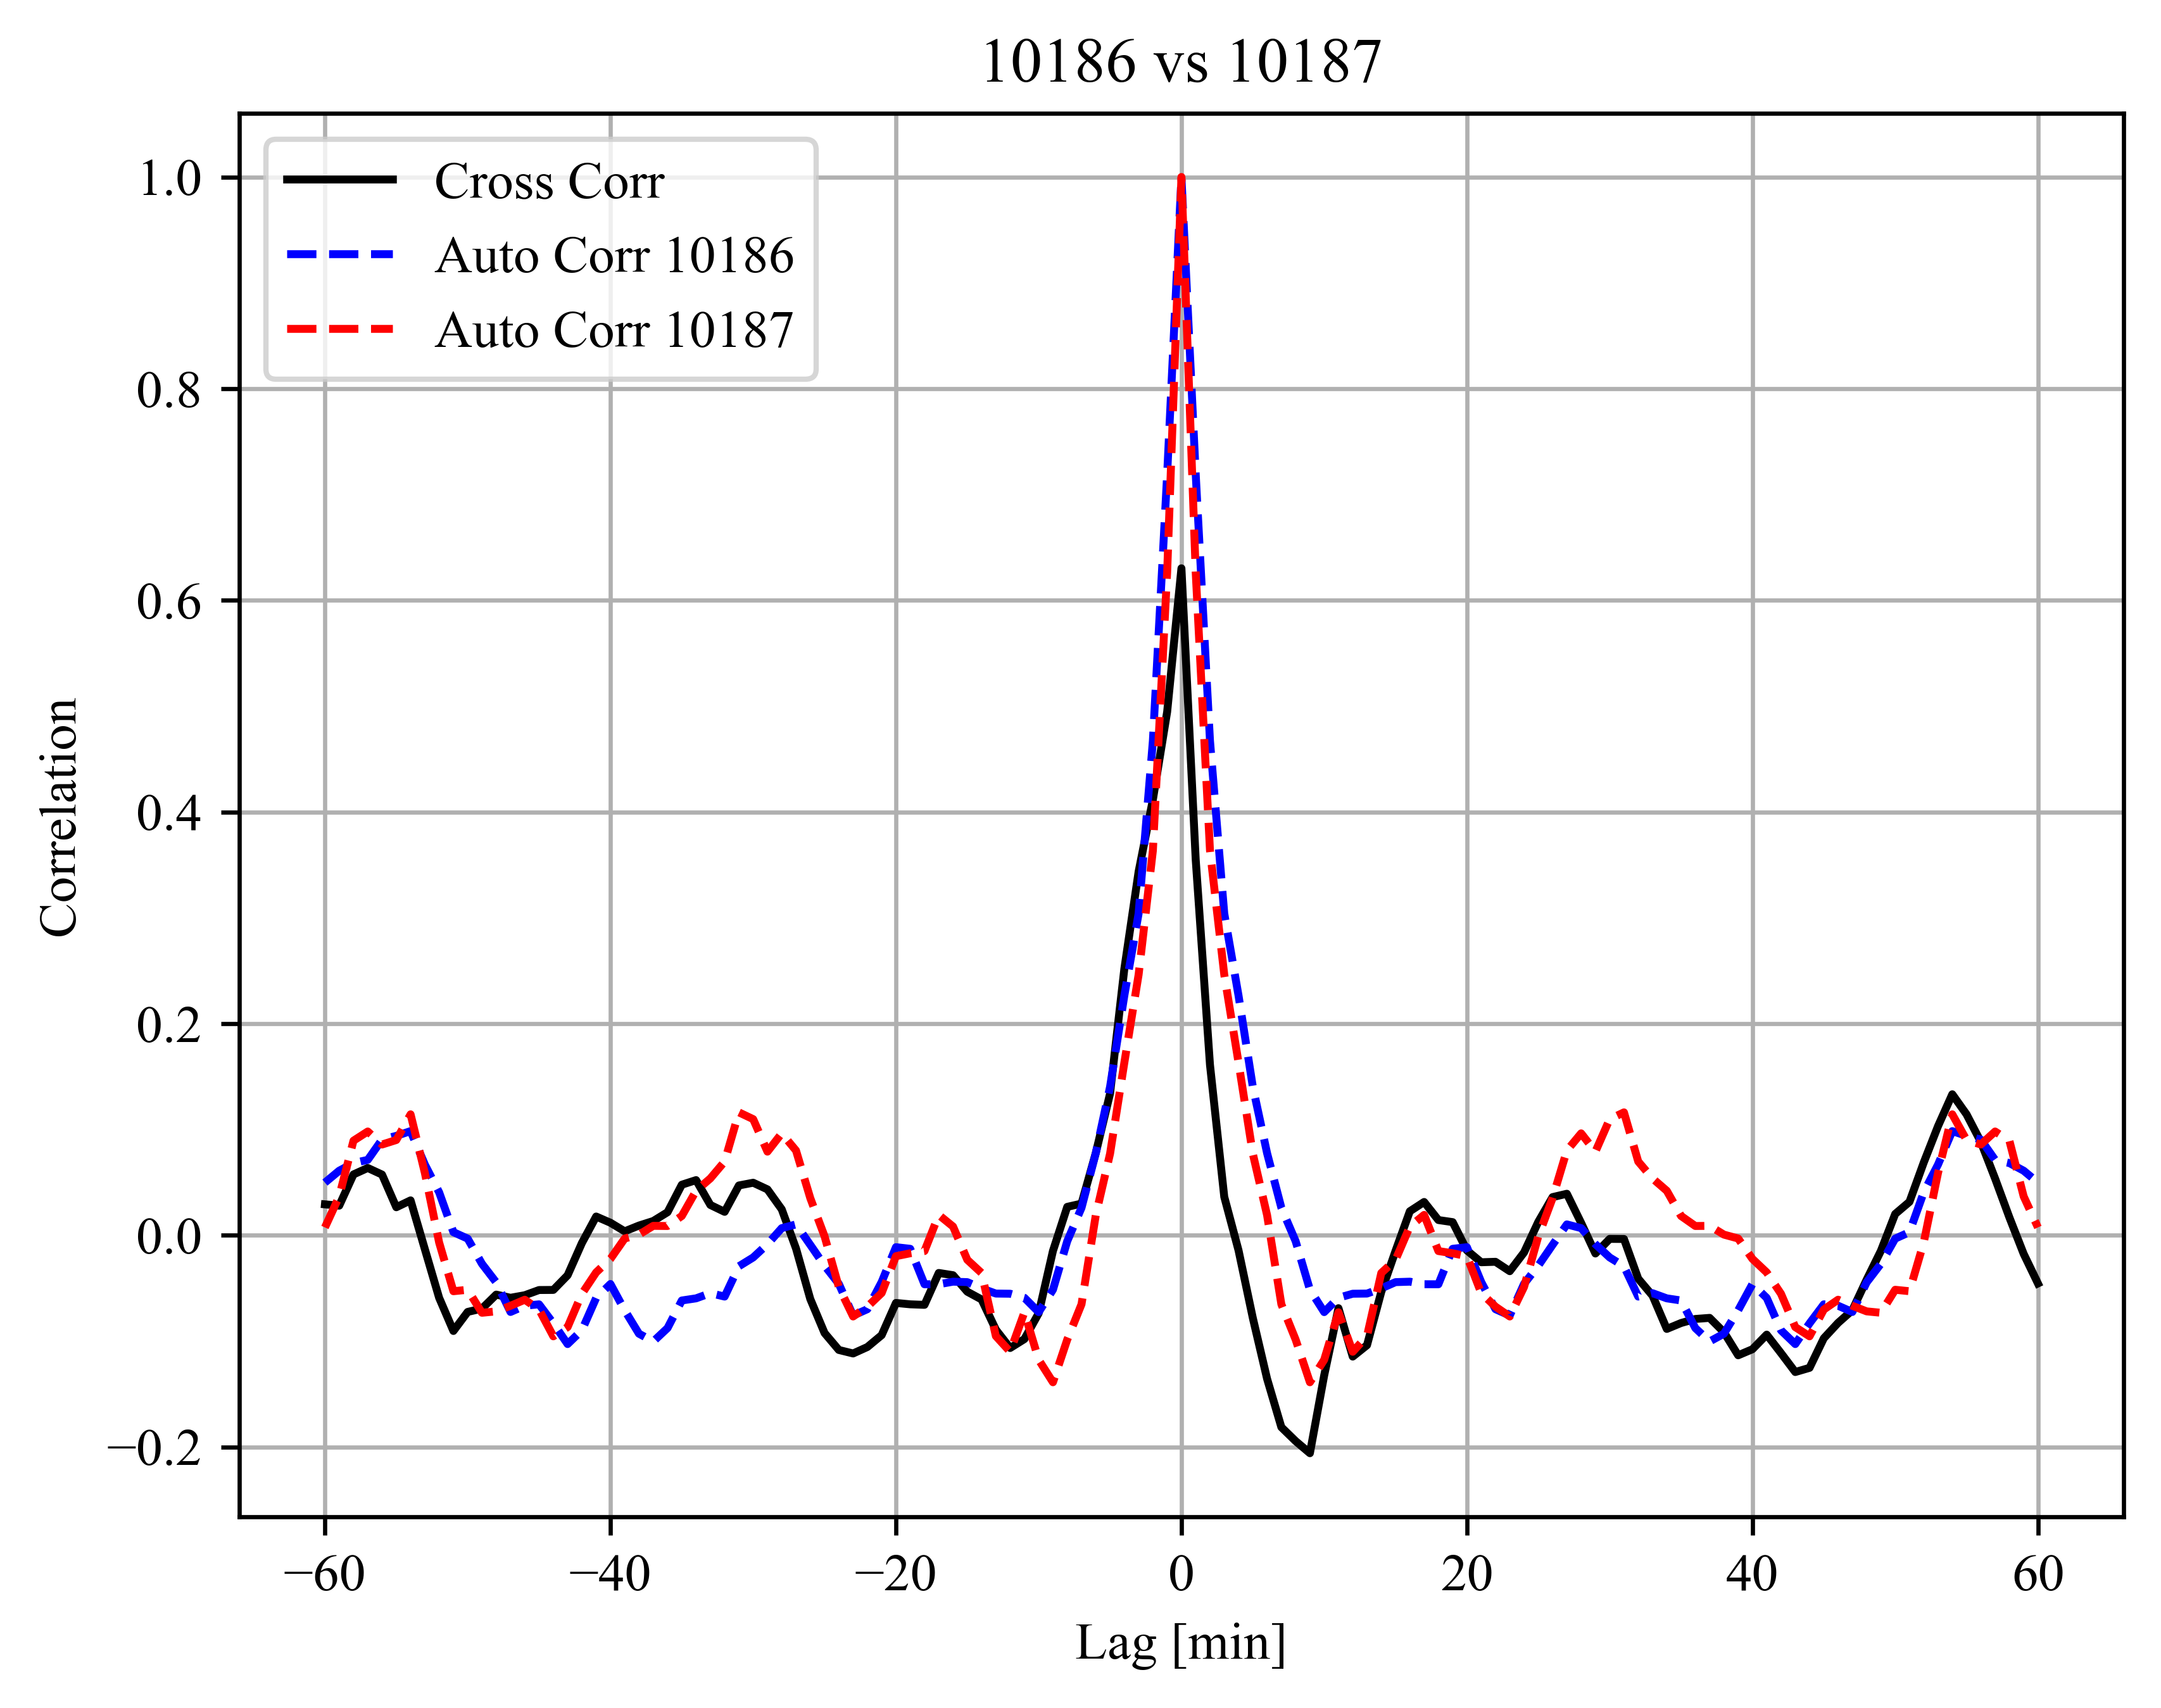 10186 vs 10187
Cross Corr
Auto Corr 10186
Auto Corr 10187
1.0
0.8
0.6
0.4
0.2
0.0
−0.2
Correlation
−60 −40 −20 0 20 40 60
Lag [min]